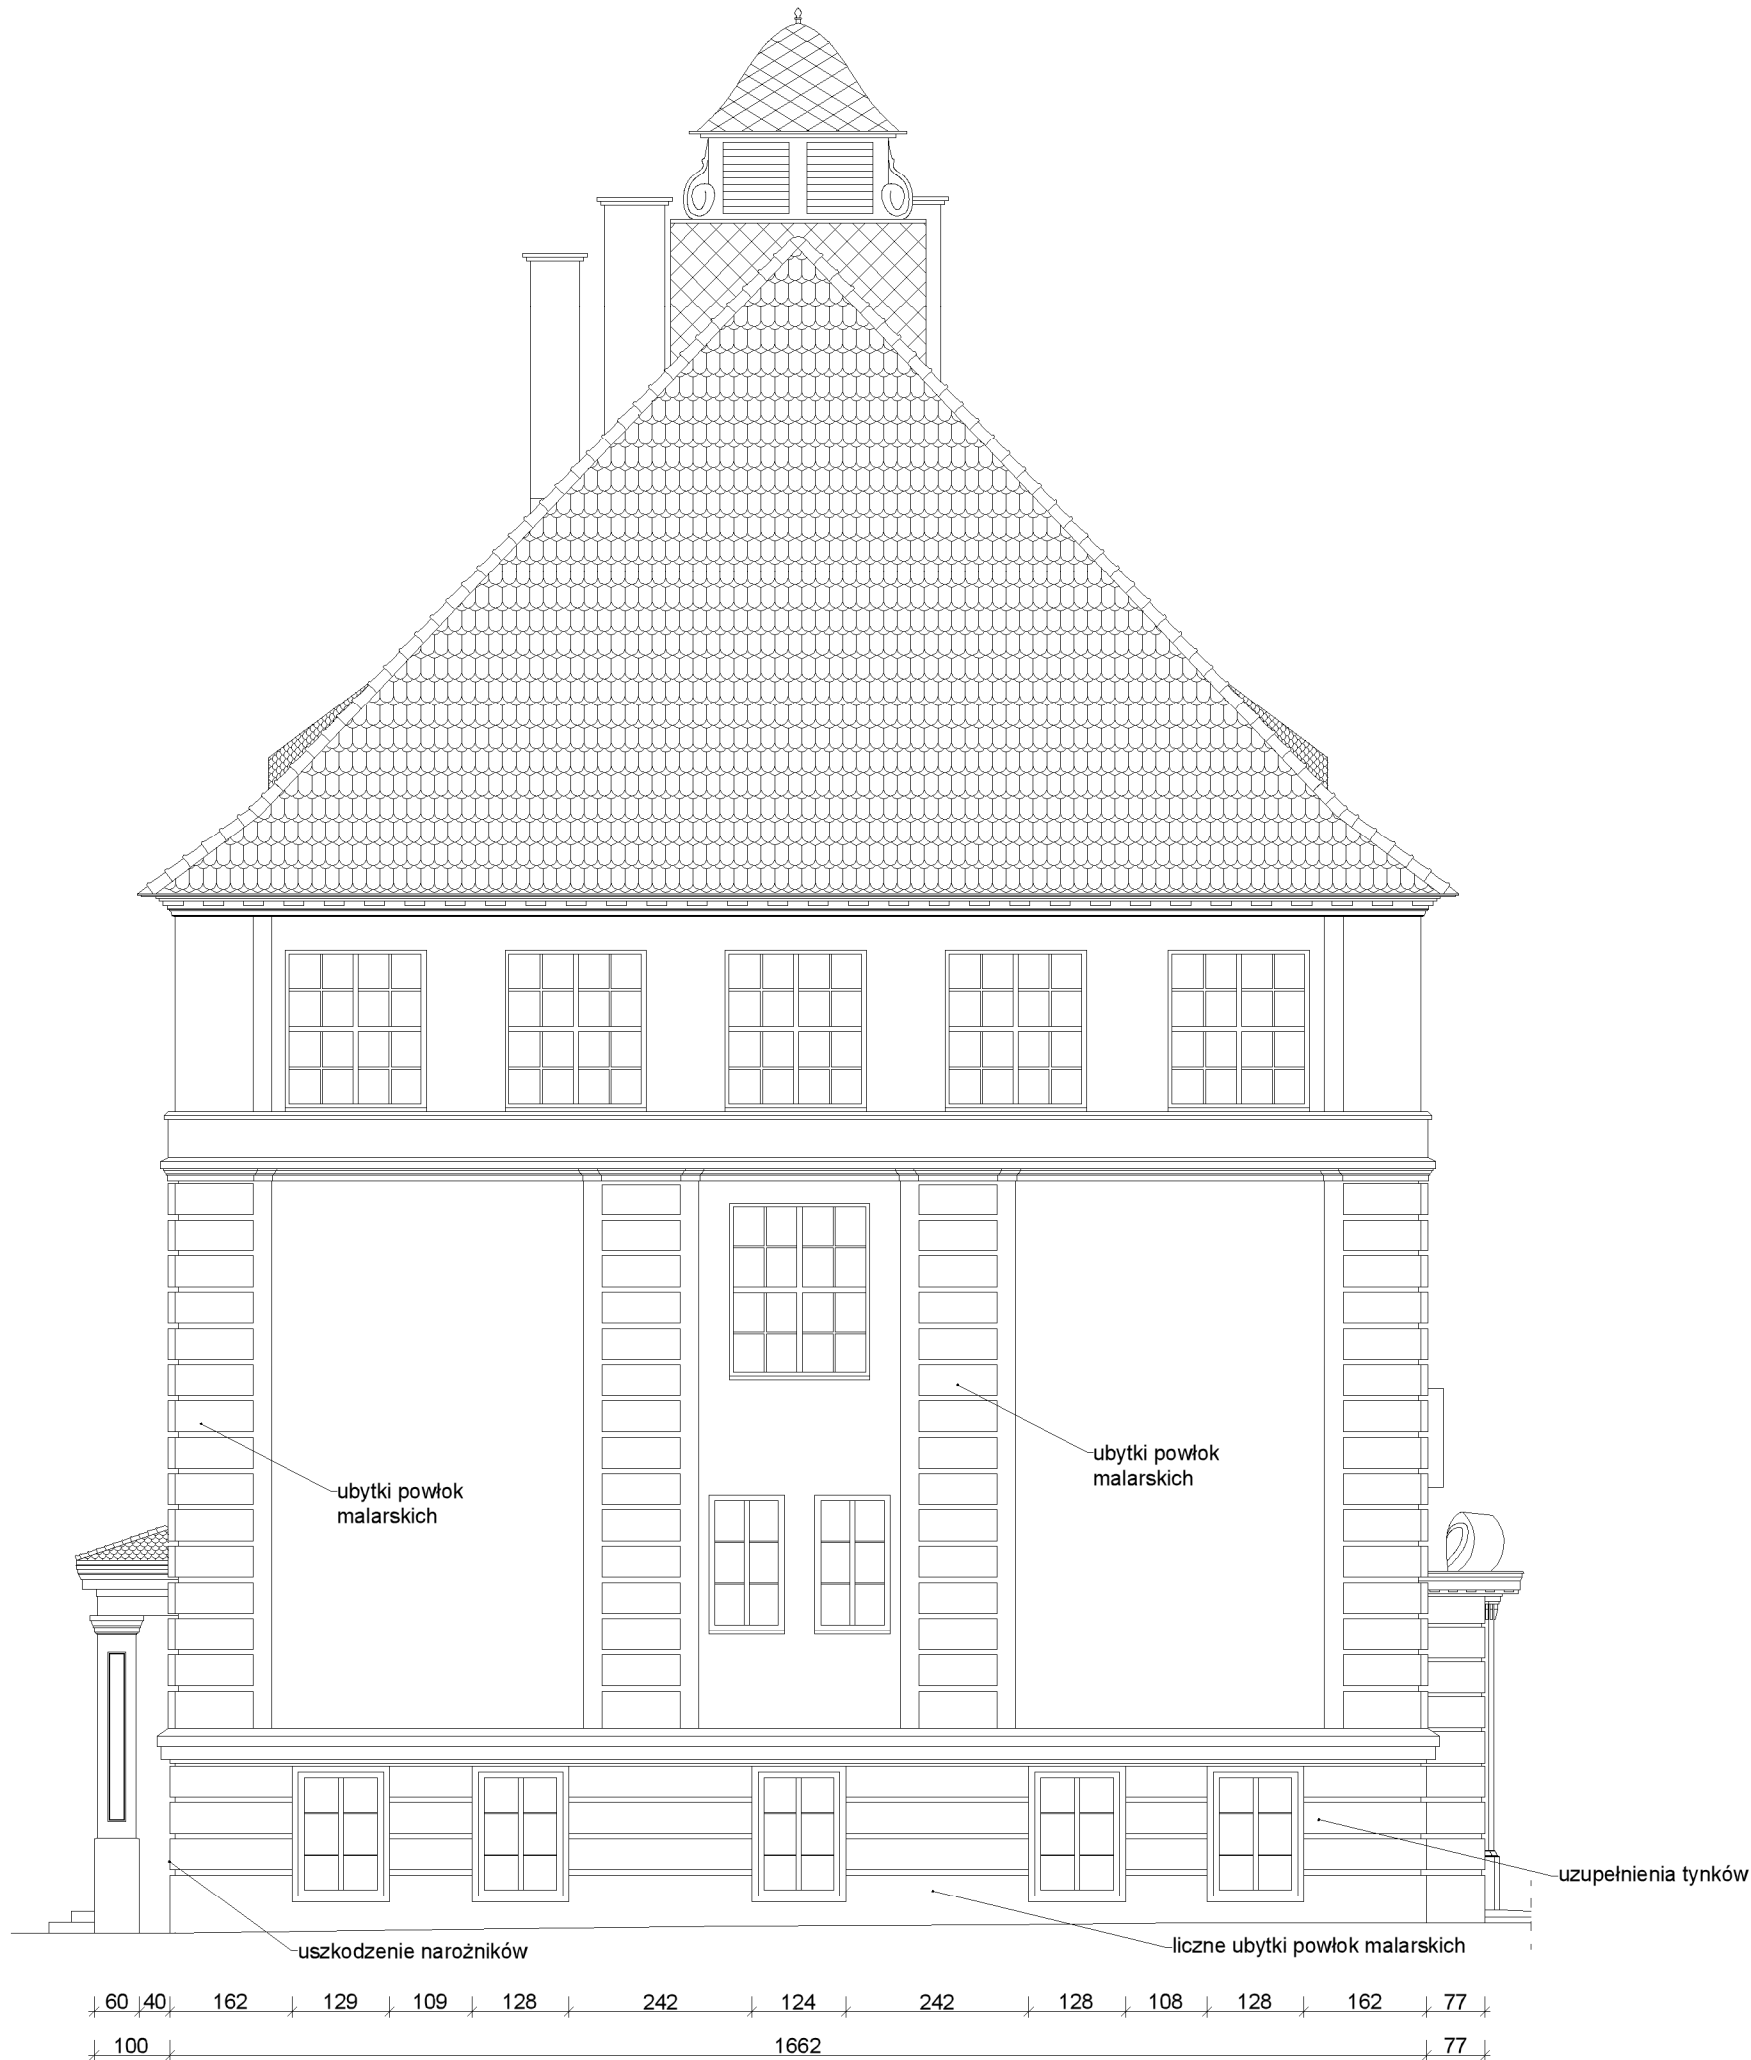 ubytki powłok
malarskich
ubytki powłok
malarskich
uzupełnienia tynków
uszkodzenie narożników
liczne ubytki powłok malarskich
60 40 162 129 109 128 242 124 242 128 108 128 162 77
100 1662 77